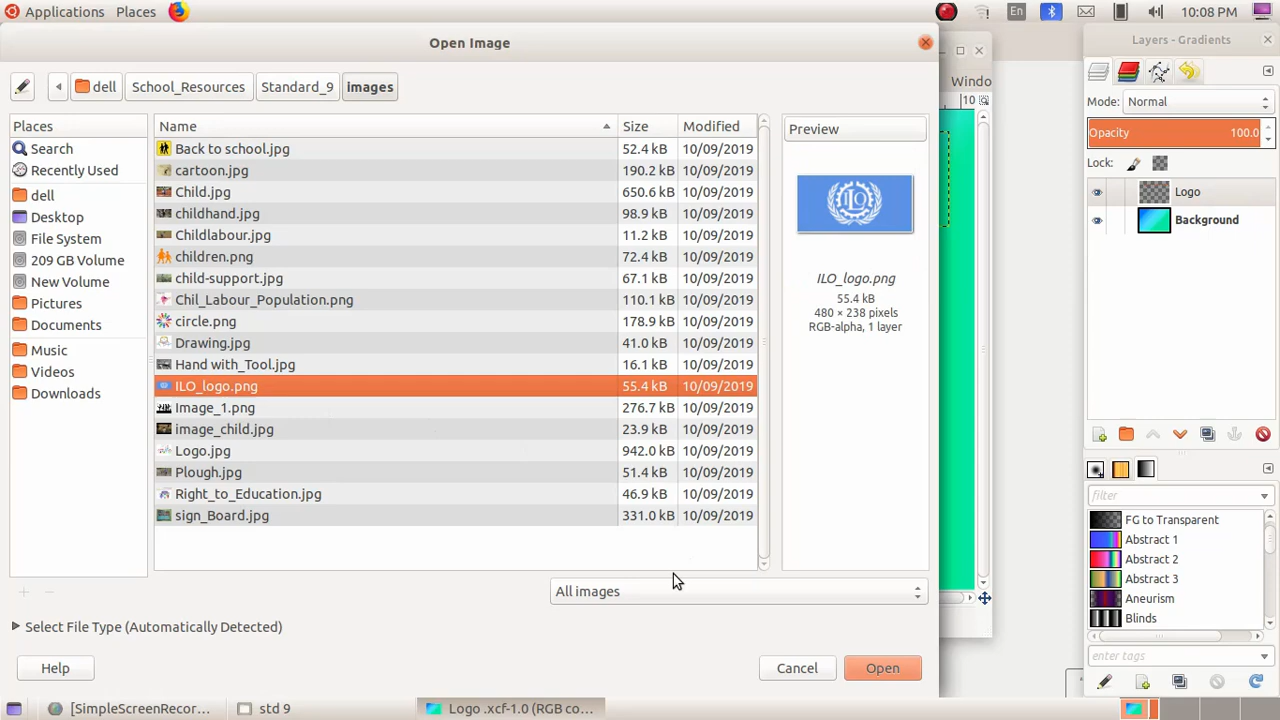 Applications Places En 10:08 PM
Open Image
Layers - Gradients
dell School_Resources Standard_9 Images
Windo
10
Mode: Normal
Places Name Size Modified Preview
Opacity 100.0
Search Back to school.jpg 52.4 kB 10/09/2019
Recently Used cartoon.jpg 190.2 kB 10/09/2019
Lock:
dell Child.jpg 650.6 kB 10/09/2019
Logo
Desktop childhand.jpg 98.9 kB 10/09/2019
ILO
Background
File System Childlabour.jpg 11.2 kB 10/09/2019
209 GB Volume children.png 72.4 kB 10/09/2019
New Volume child-support.jpg 67.1 kB 10/09/2019
ILO_logo.png
Pictures Chil_Labour_Population.png 110.1 kB 10/09/2019
55.4 kB
480 × 238 pixels
RGB-alpha, 1 layer
Documents circle.png 178.9 kB 10/09/2019
Music Drawing.jpg 41.0 kB 10/09/2019
Videos Hand with_Tool.jpg 16.1 kB 10/09/2019
Downloads ILO_logo.png 55.4 kB 10/09/2019
Image_1.png 276.7 kB 10/09/2019
image_child.jpg 23.9 kB 10/09/2019
Logo.jpg 942.0 kB 10/09/2019
Plough.jpg 51.4 kB 10/09/2019
Right_to_Education.jpg 46.9 kB 10/09/2019
filter
sign_Board.jpg 331.0 kB 10/09/2019
FG to Transparent
Abstract 1
Abstract 2
Abstract 3
All images
Aneurism
Blinds
Select File Type (Automatically Detected)
enter tags
Help Cancel Open
[SimpleScreenRecor... std 9 Logo .xcf-1.0 (RGB co...